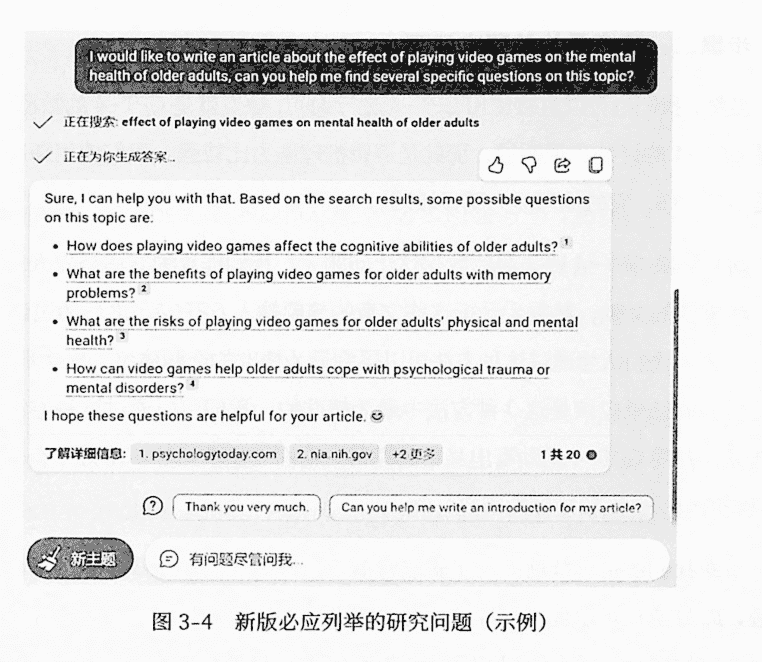 I would like to write an article about the effect of playing video games on the mental
health of older adults, can you help me find several specific questions on this topic?
正在搜索: effect of playing video games on mental health of older adults
正在为你生成答案...
Sure, I can help you with that. Based on the search results, some possible questions
on this topic are:
• How does playing video games affect the cognitive abilities of older adults? 1
• What are the benefits of playing video games for older adults with memory
problems? 2
• What are the risks of playing video games for older adults' physical and mental
health? 3
• How can video games help older adults cope with psychological trauma or
mental disorders? 4
I hope these questions are helpful for your article. 😊
了解详细信息: 1. psychologytoday.com 2. nia.nih.gov +2 更多 1 共 20
Thank you very much. Can you help me write an introduction for my article?
新主题 有问题尽管问我...
图 3-4 新版必应列举的研究问题（示例）